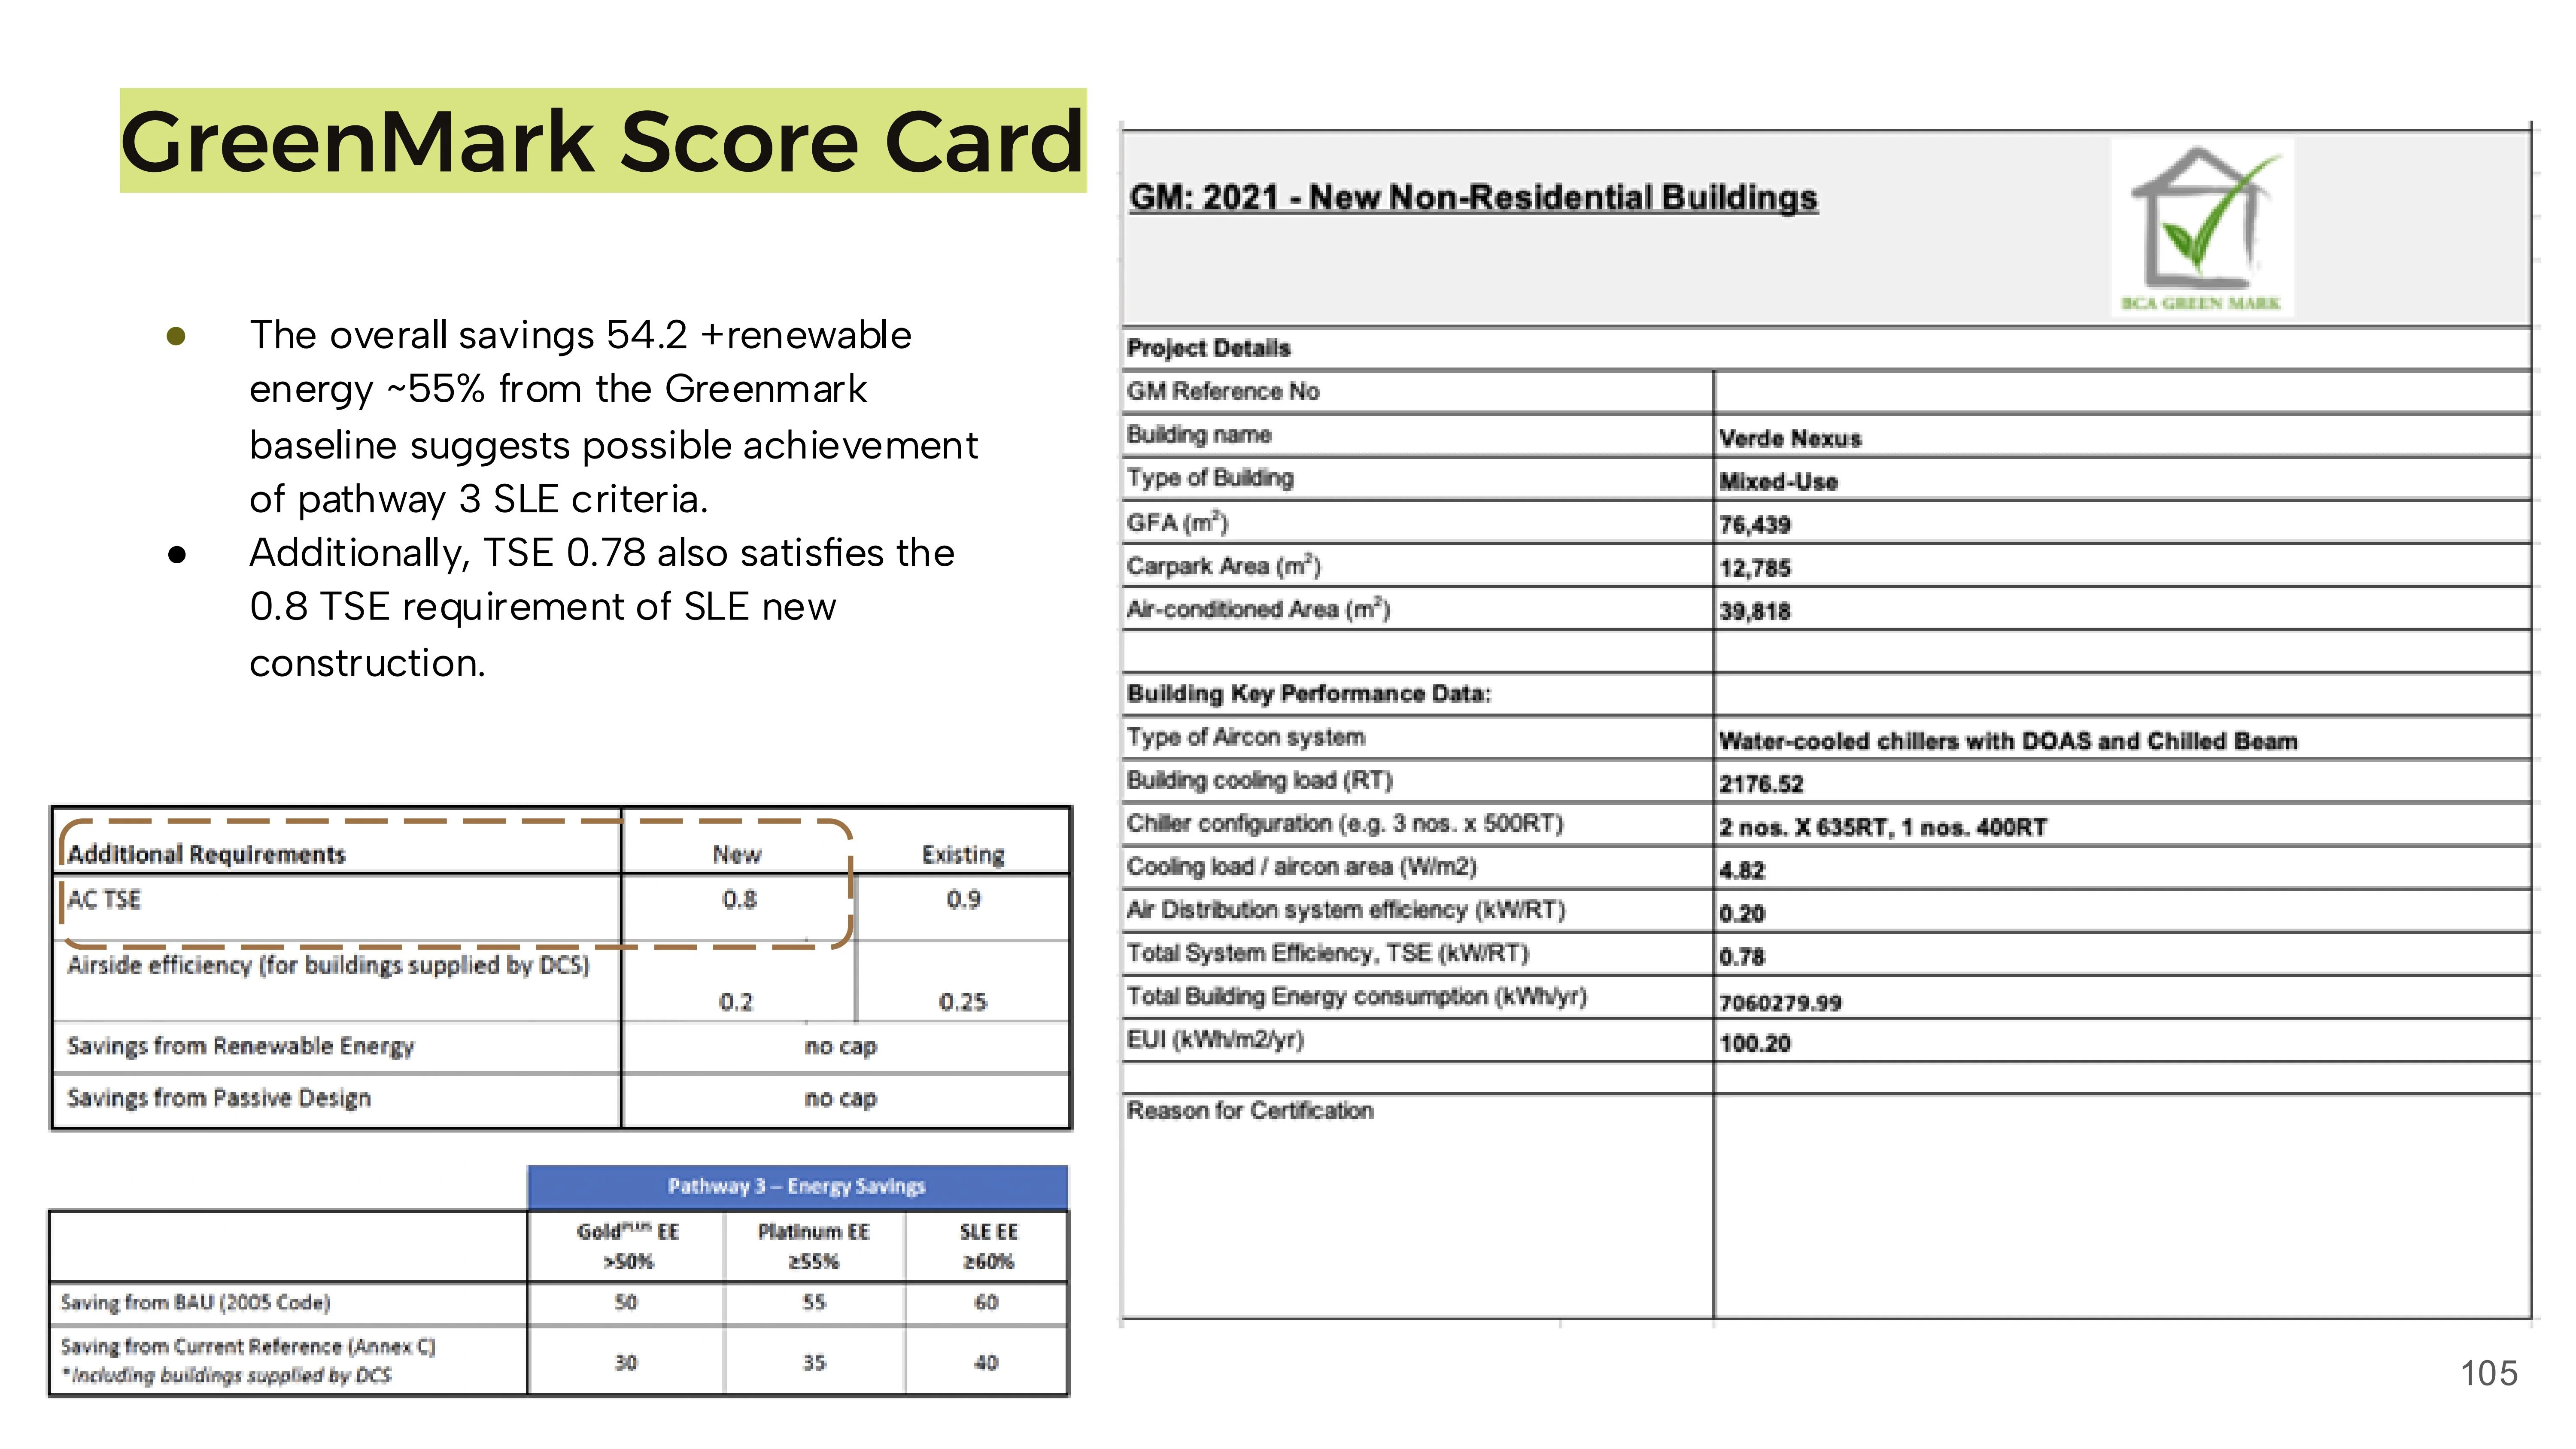 GreenMark Score Card
● The overall savings 54.2 +renewable
energy ~55% from the Greenmark
baseline suggests possible achievement
of pathway 3 SLE criteria.
● Additionally, TSE 0.78 also satisfies the
0.8 TSE requirement of SLE new
construction.
Additional Requirements New Existing
AC TSE 0.8 0.9
Airside efficiency (for buildings supplied by DCS)
0.2 0.25
Savings from Renewable Energy no cap
Savings from Passive Design no cap
Pathway 3 – Energy Savings
Gold^PLUS EE Platinum EE SLE EE
>50% ≥55% ≥60%
Saving from BAU (2005 Code) 50 55 60
Saving from Current Reference (Annex C)
*Including buildings supplied by DCS 30 35 40
GM: 2021 - New Non-Residential Buildings
BCA GREEN MARK
Project Details
GM Reference No
Building name Verde Nexus
Type of Building Mixed-Use
GFA (m²) 76,439
Carpark Area (m²) 12,785
Air-conditioned Area (m²) 39,818
Building Key Performance Data:
Type of Aircon system Water-cooled chillers with DOAS and Chilled Beam
Building cooling load (RT) 2176.52
Chiller configuration (e.g. 3 nos. x 500RT) 2 nos. X 635RT, 1 nos. 400RT
Cooling load / aircon area (W/m2) 4.82
Air Distribution system efficiency (kW/RT) 0.20
Total System Efficiency, TSE (kW/RT) 0.78
Total Building Energy consumption (kWh/yr) 7060279.99
EUI (kWh/m2/yr) 100.20
Reason for Certification
105